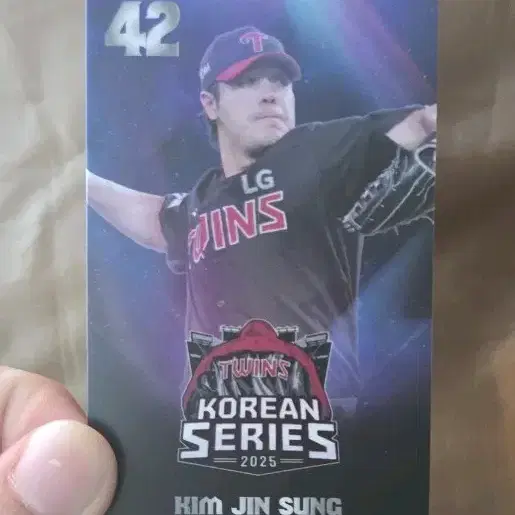 42
T
LG
TWINS
TWINS
KOREAN
SERIES
2025
KIM JIN SUNG